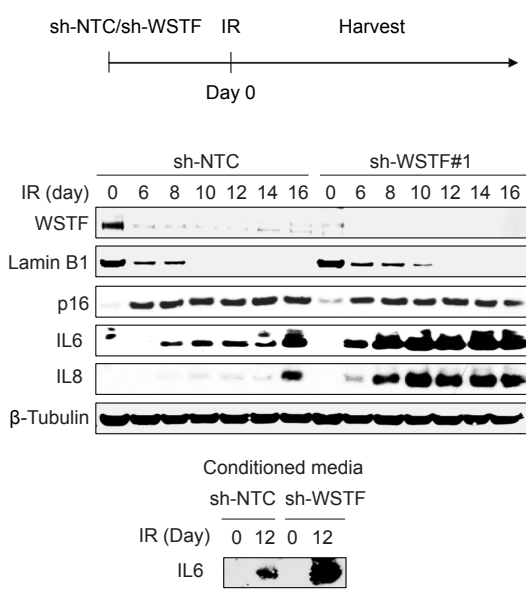 sh-NTC/sh-WSTF IR Harvest
Day 0
sh-NTC sh-WSTF#1
IR (day) 0 6 8 10 12 14 16 0 6 8 10 12 14 16
WSTF
Lamin B1
p16
IL6
IL8
β-Tubulin
Conditioned media
sh-NTC sh-WSTF
IR (Day) 0 12 0 12
IL6